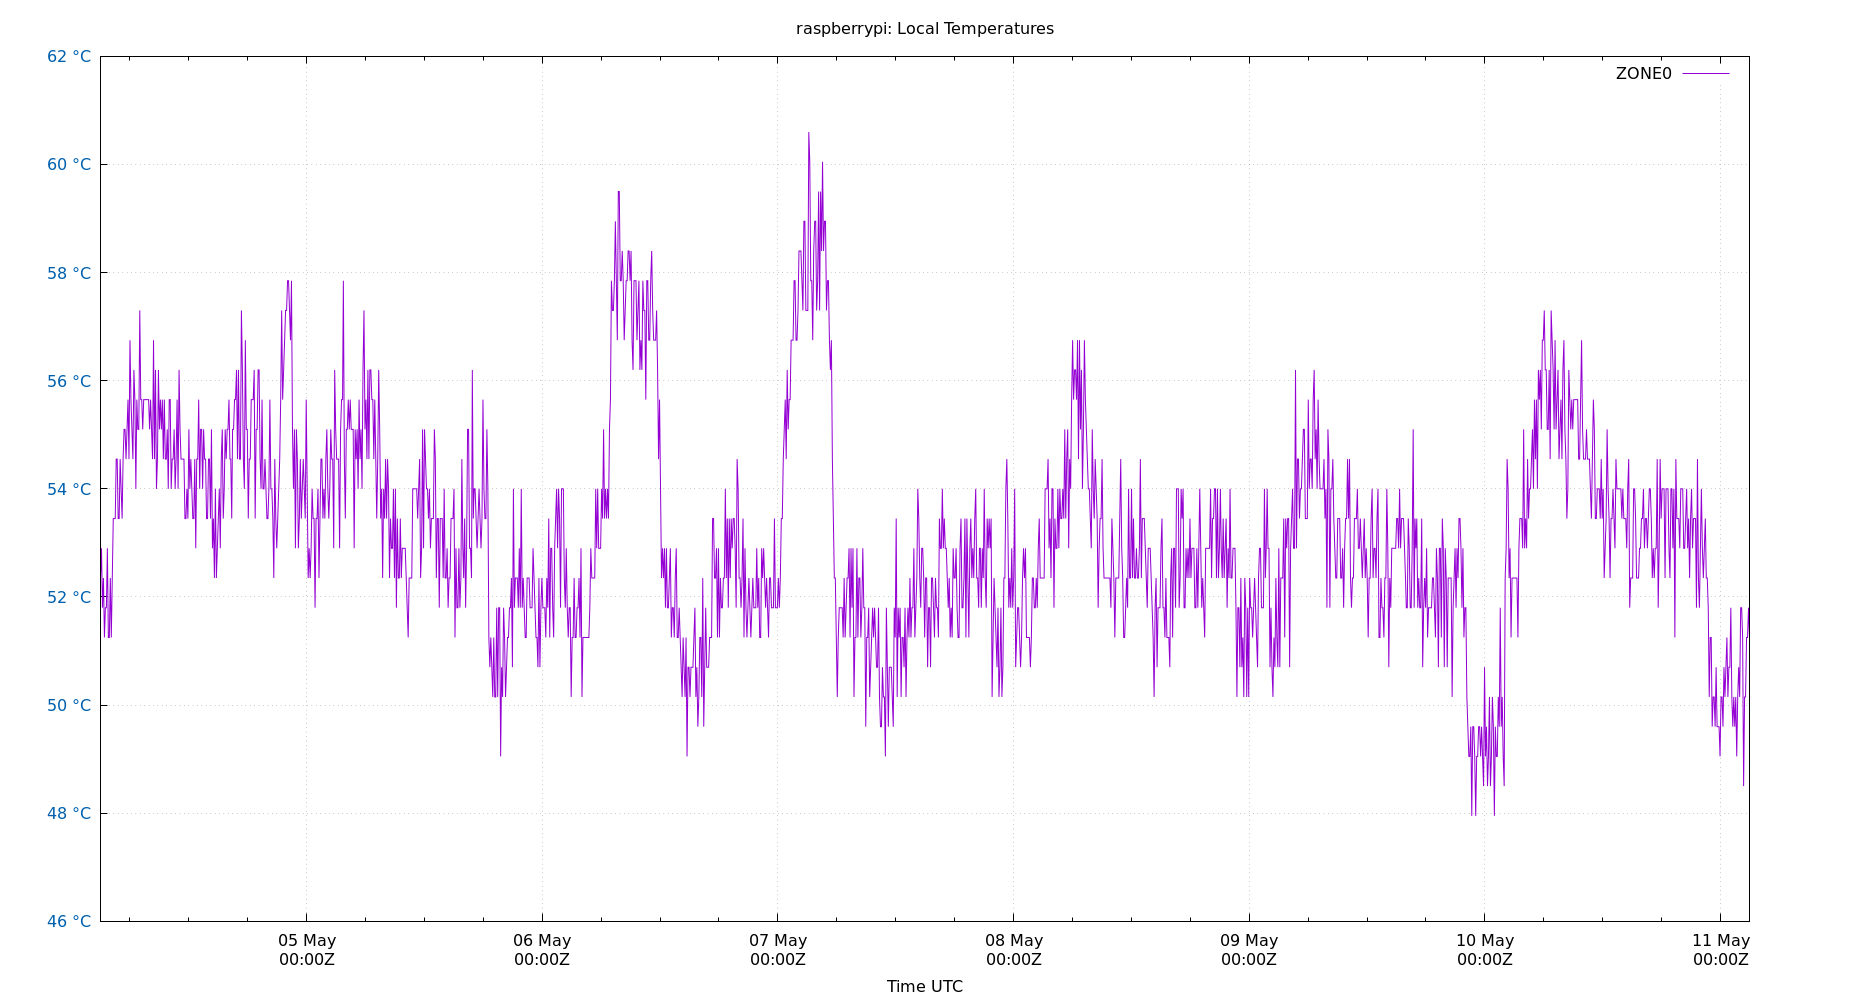 raspberrypi: Local Temperatures
62 °C
ZONE0
60 °C
58 °C
56 °C
54 °C
52 °C
50 °C
48 °C
46 °C
05 May 06 May 07 May 08 May 09 May 10 May 11 May
00:00Z 00:00Z 00:00Z 00:00Z 00:00Z 00:00Z 00:00Z
Time UTC